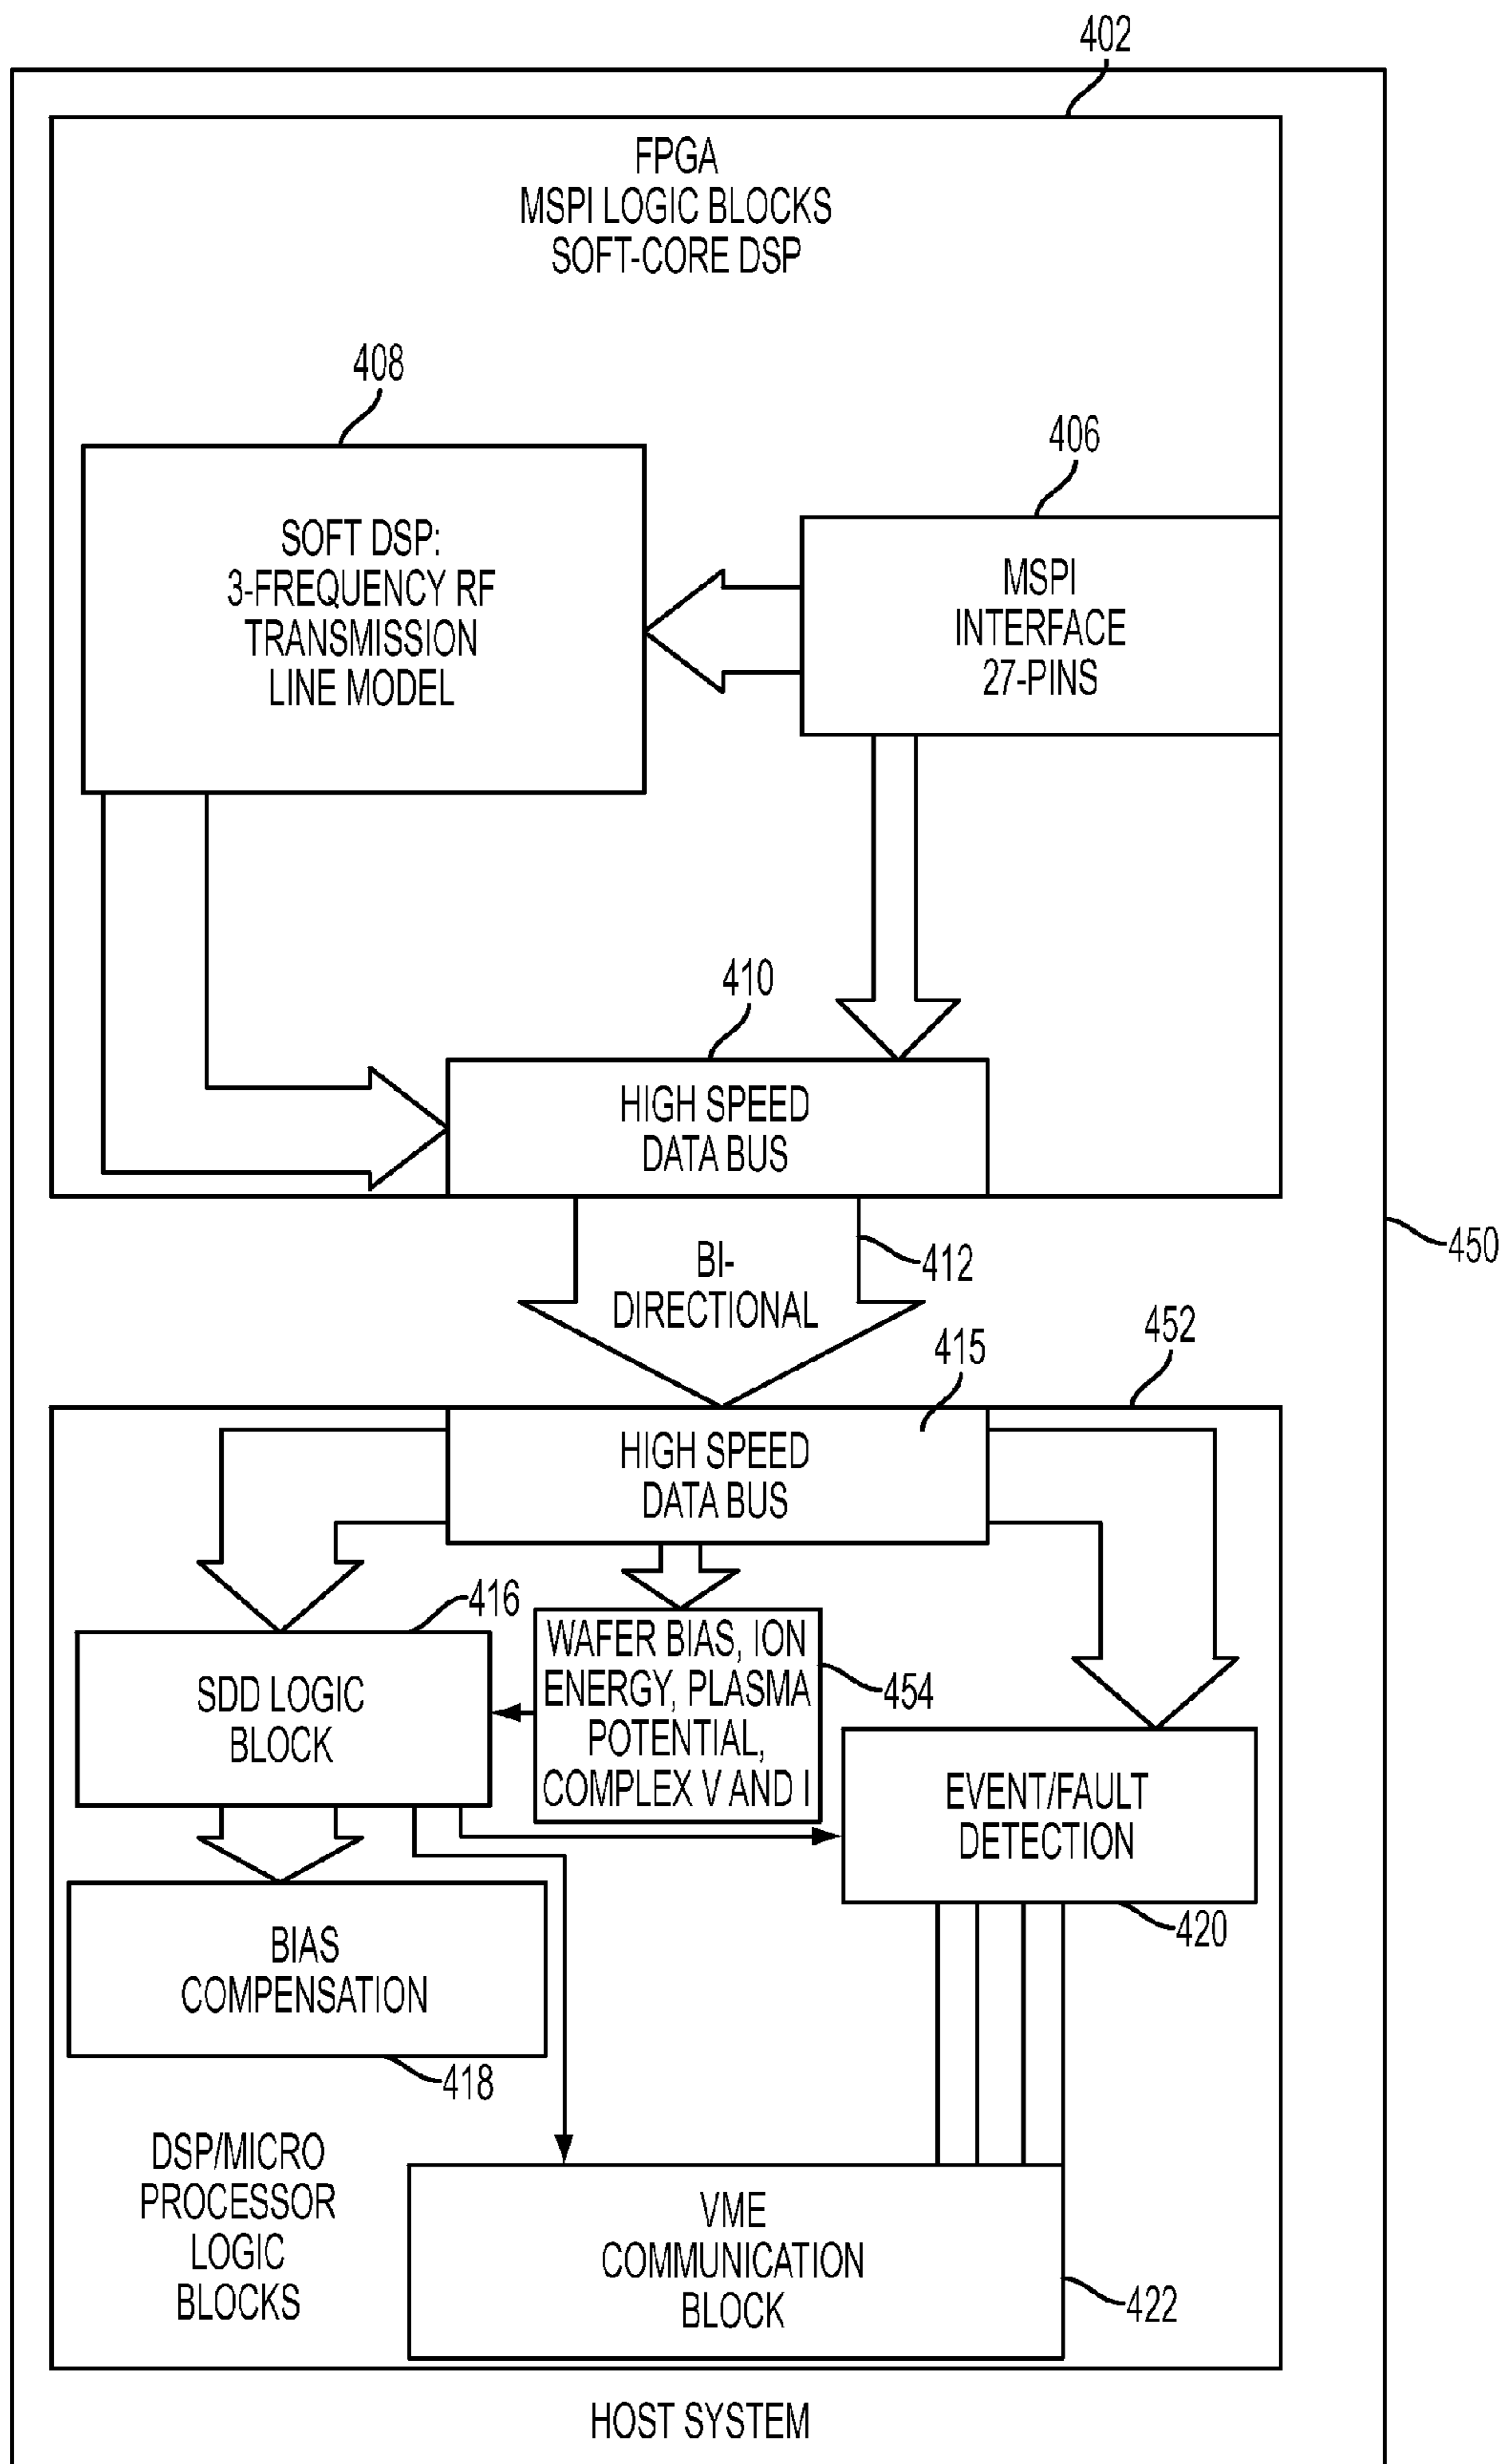 402
FPGA
MSPI LOGIC BLOCKS
SOFT-CORE DSP
408
406
SOFT DSP:
3-FREQUENCY RF
TRANSMISSION
LINE MODEL
MSPI
INTERFACE
27-PINS
410
HIGH SPEED
DATA BUS
450
BI-
DIRECTIONAL
412
452
415
HIGH SPEED
DATA BUS
416
SDD LOGIC
BLOCK
WAFER BIAS, ION
ENERGY, PLASMA
POTENTIAL,
COMPLEX V AND I
454
EVENT/FAULT
DETECTION
420
BIAS
COMPENSATION
418
DSP/MICRO
PROCESSOR
LOGIC
BLOCKS
VME
COMMUNICATION
BLOCK
422
HOST SYSTEM